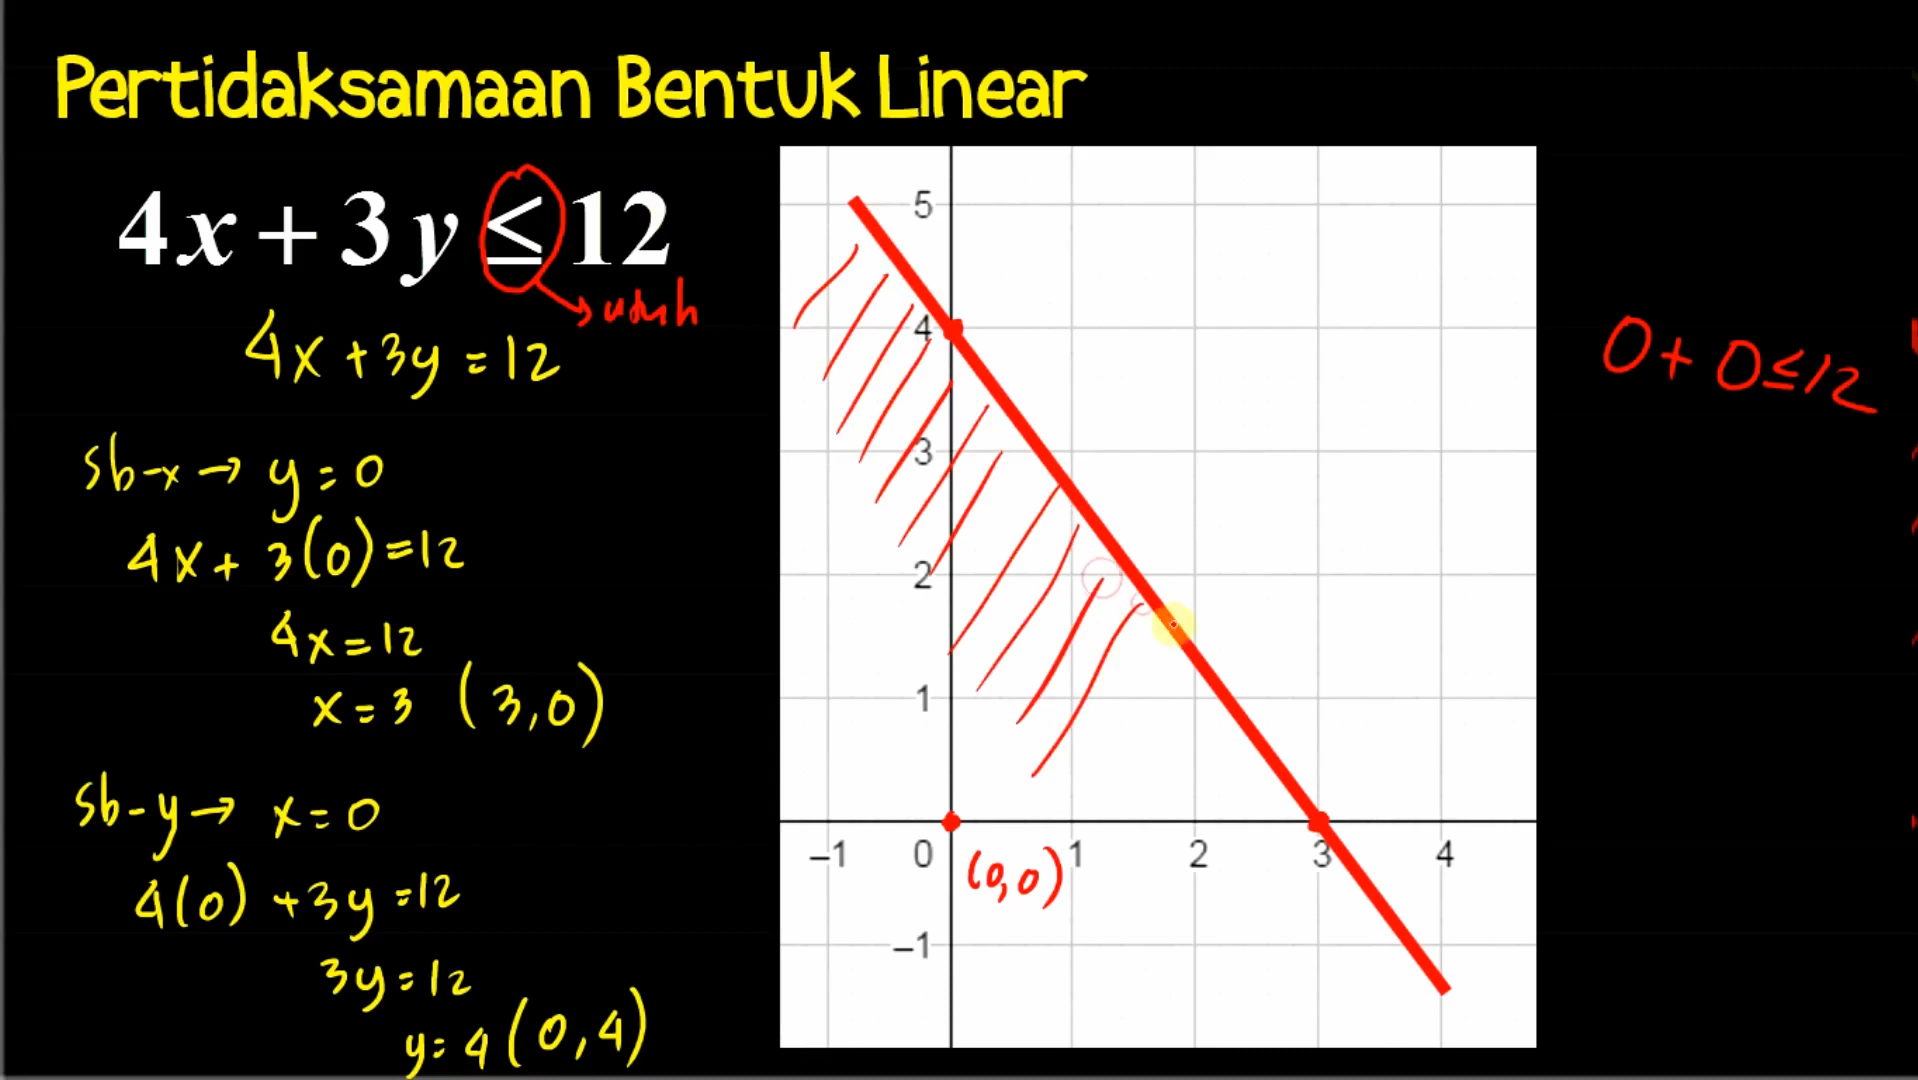 Pertidaksamaan Bentuk Linear
4x + 3y ≤ 12
utuh
4x + 3y = 12
sb-x → y = 0
4x + 3(0) = 12
4x = 12
x = 3 (3,0)
sb-y → x = 0
4(0) + 3y = 12
3y = 12
y = 4 (0,4)
5
4
3
2
1
-1 0 1 2 3 4
(0,0)
-1
0 + 0 ≤ 12